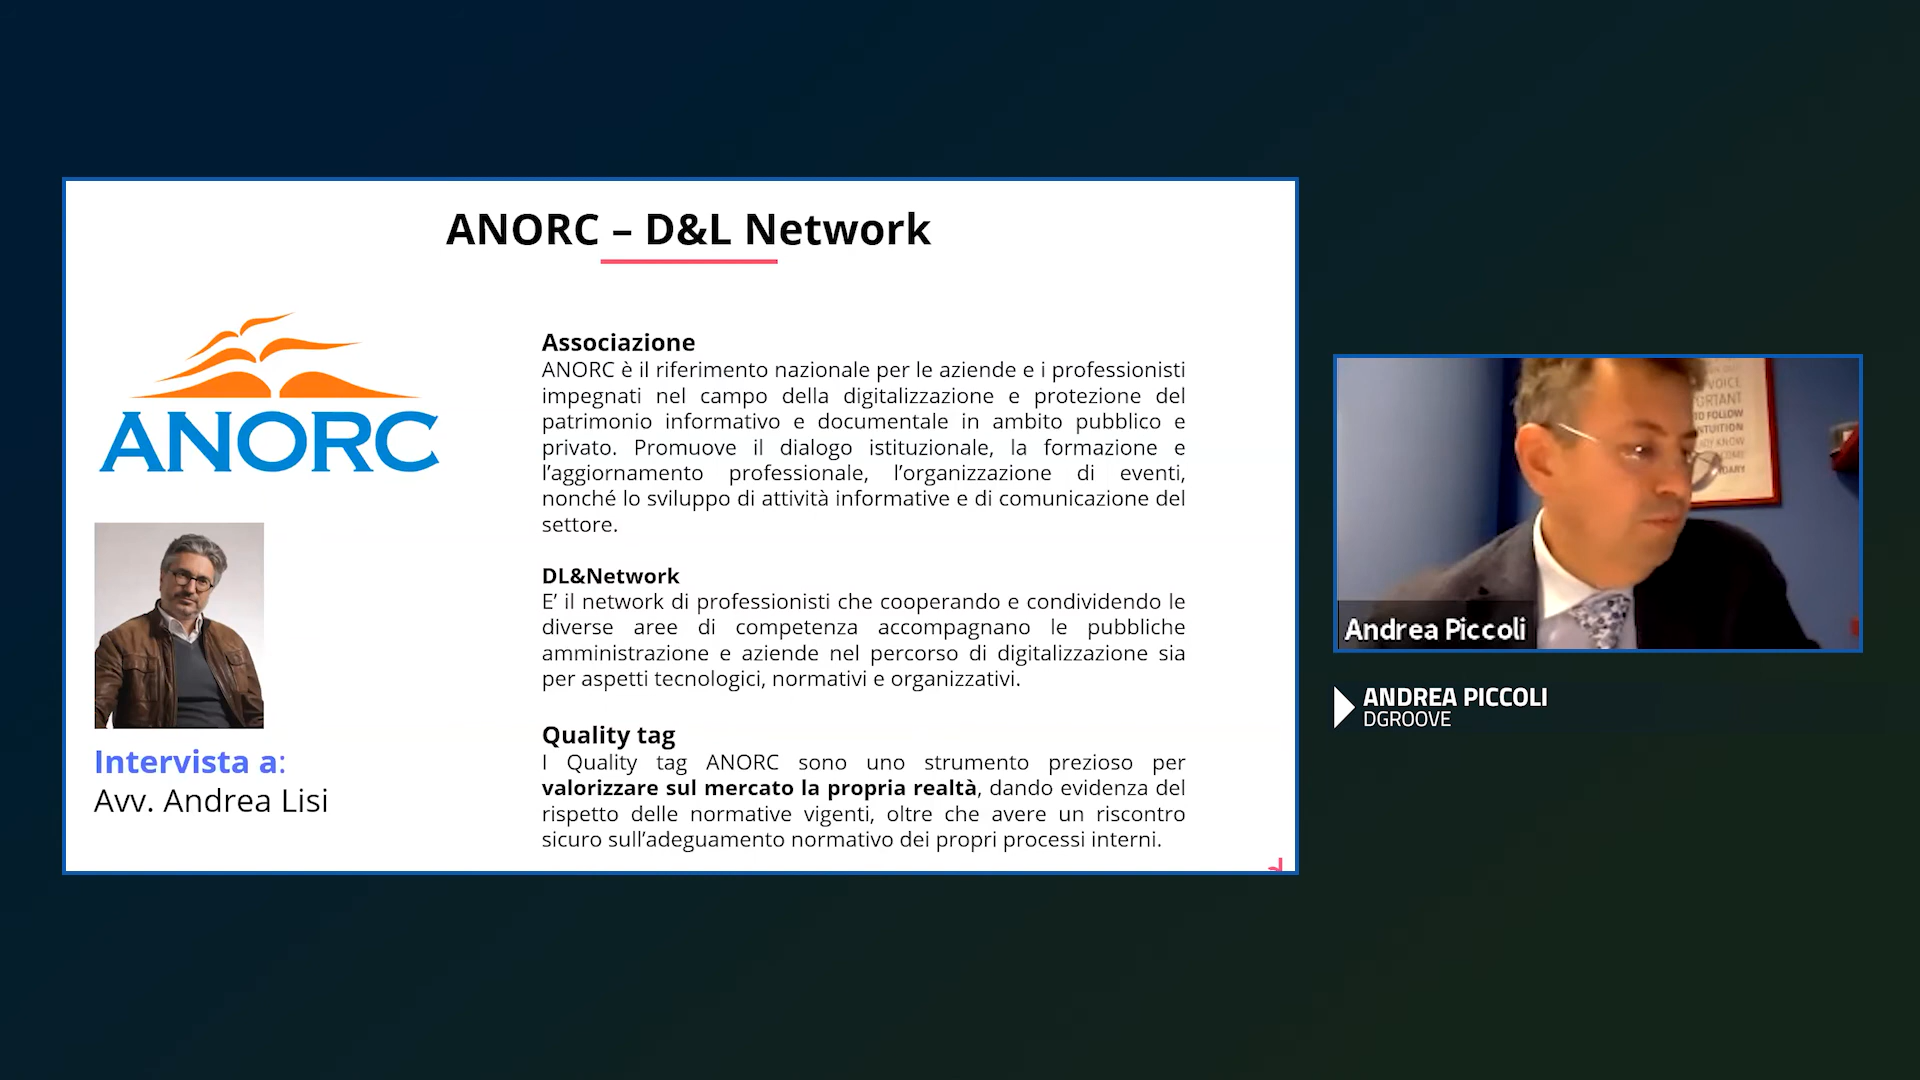 ANORC – D&L Network
ANORC
Associazione
ANORC è il riferimento nazionale per le aziende e i professionisti
impegnati nel campo della digitalizzazione e protezione del
patrimonio informativo e documentale in ambito pubblico e
privato. Promuove il dialogo istituzionale, la formazione e
l’aggiornamento professionale, l’organizzazione di eventi,
nonché lo sviluppo di attività informative e di comunicazione del
settore.
DL&Network
E’ il network di professionisti che cooperando e condividendo le
diverse aree di competenza accompagnano le pubbliche
amministrazione e aziende nel percorso di digitalizzazione sia
per aspetti tecnologici, normativi e organizzativi.
Quality tag
I Quality tag ANORC sono uno strumento prezioso per
valorizzare sul mercato la propria realtà, dando evidenza del
rispetto delle normative vigenti, oltre che avere un riscontro
sicuro sull’adeguamento normativo dei propri processi interni.
Intervista a:
Avv. Andrea Lisi
VOICE
TO FOLLOW
INTUITION
KNOW
Andrea Piccoli
ANDREA PICCOLI
DGROOVE